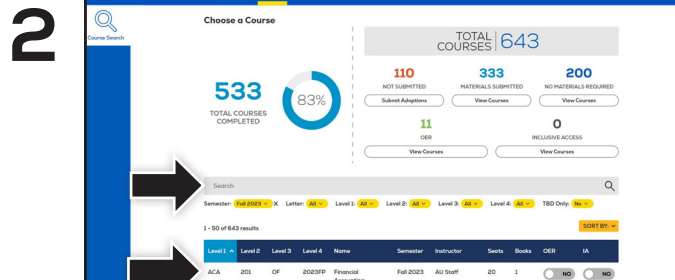 2
Course Search
Choose a Course
TOTAL COURSES 643
533
TOTAL COURSES
COMPLETED
83%
110
NOT SUBMITTED
Submit Adoptions
333
MATERIALS SUBMITTED
View Courses
200
NO MATERIALS REQUIRED
View Courses
11
OER
View Courses
0
INCLUSIVE ACCESS
View Courses
Search
Semester: Fall 2023 X Letter: All Level 1: All Level 2: All Level 3: All Level 4: All TBD Only: No
1 - 50 of 643 results
SORT BY:
Level 1 Level 2 Level 3 Level 4 Name Semester Instructor Seats Books OER IA
ACA 201 OF 2023FP Financial Fall 2023 AU Staff 20 1 NO NO
Accounting